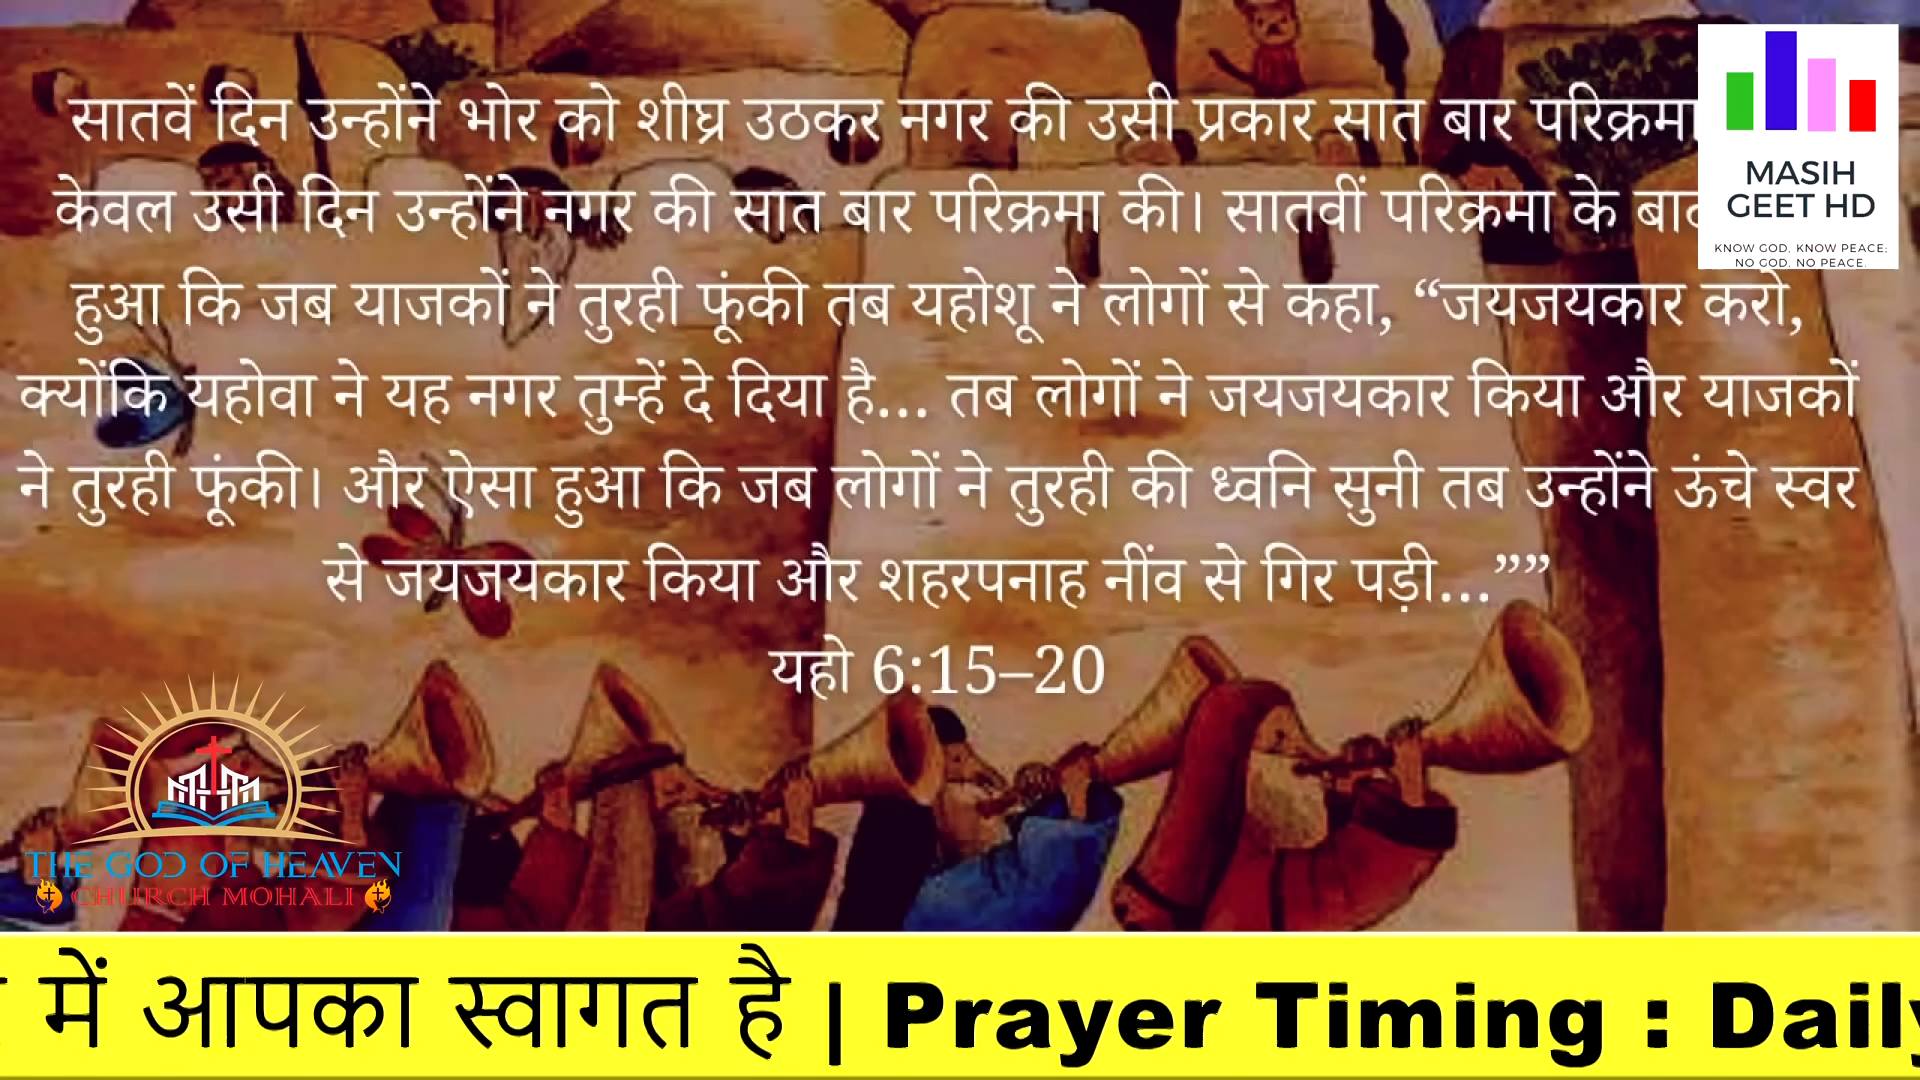 सातवें दिन उन्होंने भोर को शीघ्र उठकर नगर की उसी प्रकार सात बार परिक्रमा
केवल उसी दिन उन्होंने नगर की सात बार परिक्रमा की। सातवीं परिक्रमा के
हुआ कि जब याजकों ने तुरही फूंकी तब यहोशू ने लोगों से कहा, “जयजयकार करो,
क्योंकि यहोवा ने यह नगर तुम्हें दे दिया है... तब लोगों ने जयजयकार किया और याजकों
ने तुरही फूंकी। और ऐसा हुआ कि जब लोगों ने तुरही की ध्वनि सुनी तब उन्होंने ऊंचे स्वर
से जयजयकार किया और शहरपनाह नींव से गिर पड़ी...””
यहो 6:15–20
MASIH
GEET HD
KNOW GOD, KNOW PEACE;
NO GOD, NO PEACE.
THE GOD OF HEAVEN
CHURCH MOHALI
में आपका स्वागत है | Prayer Timing : Daily